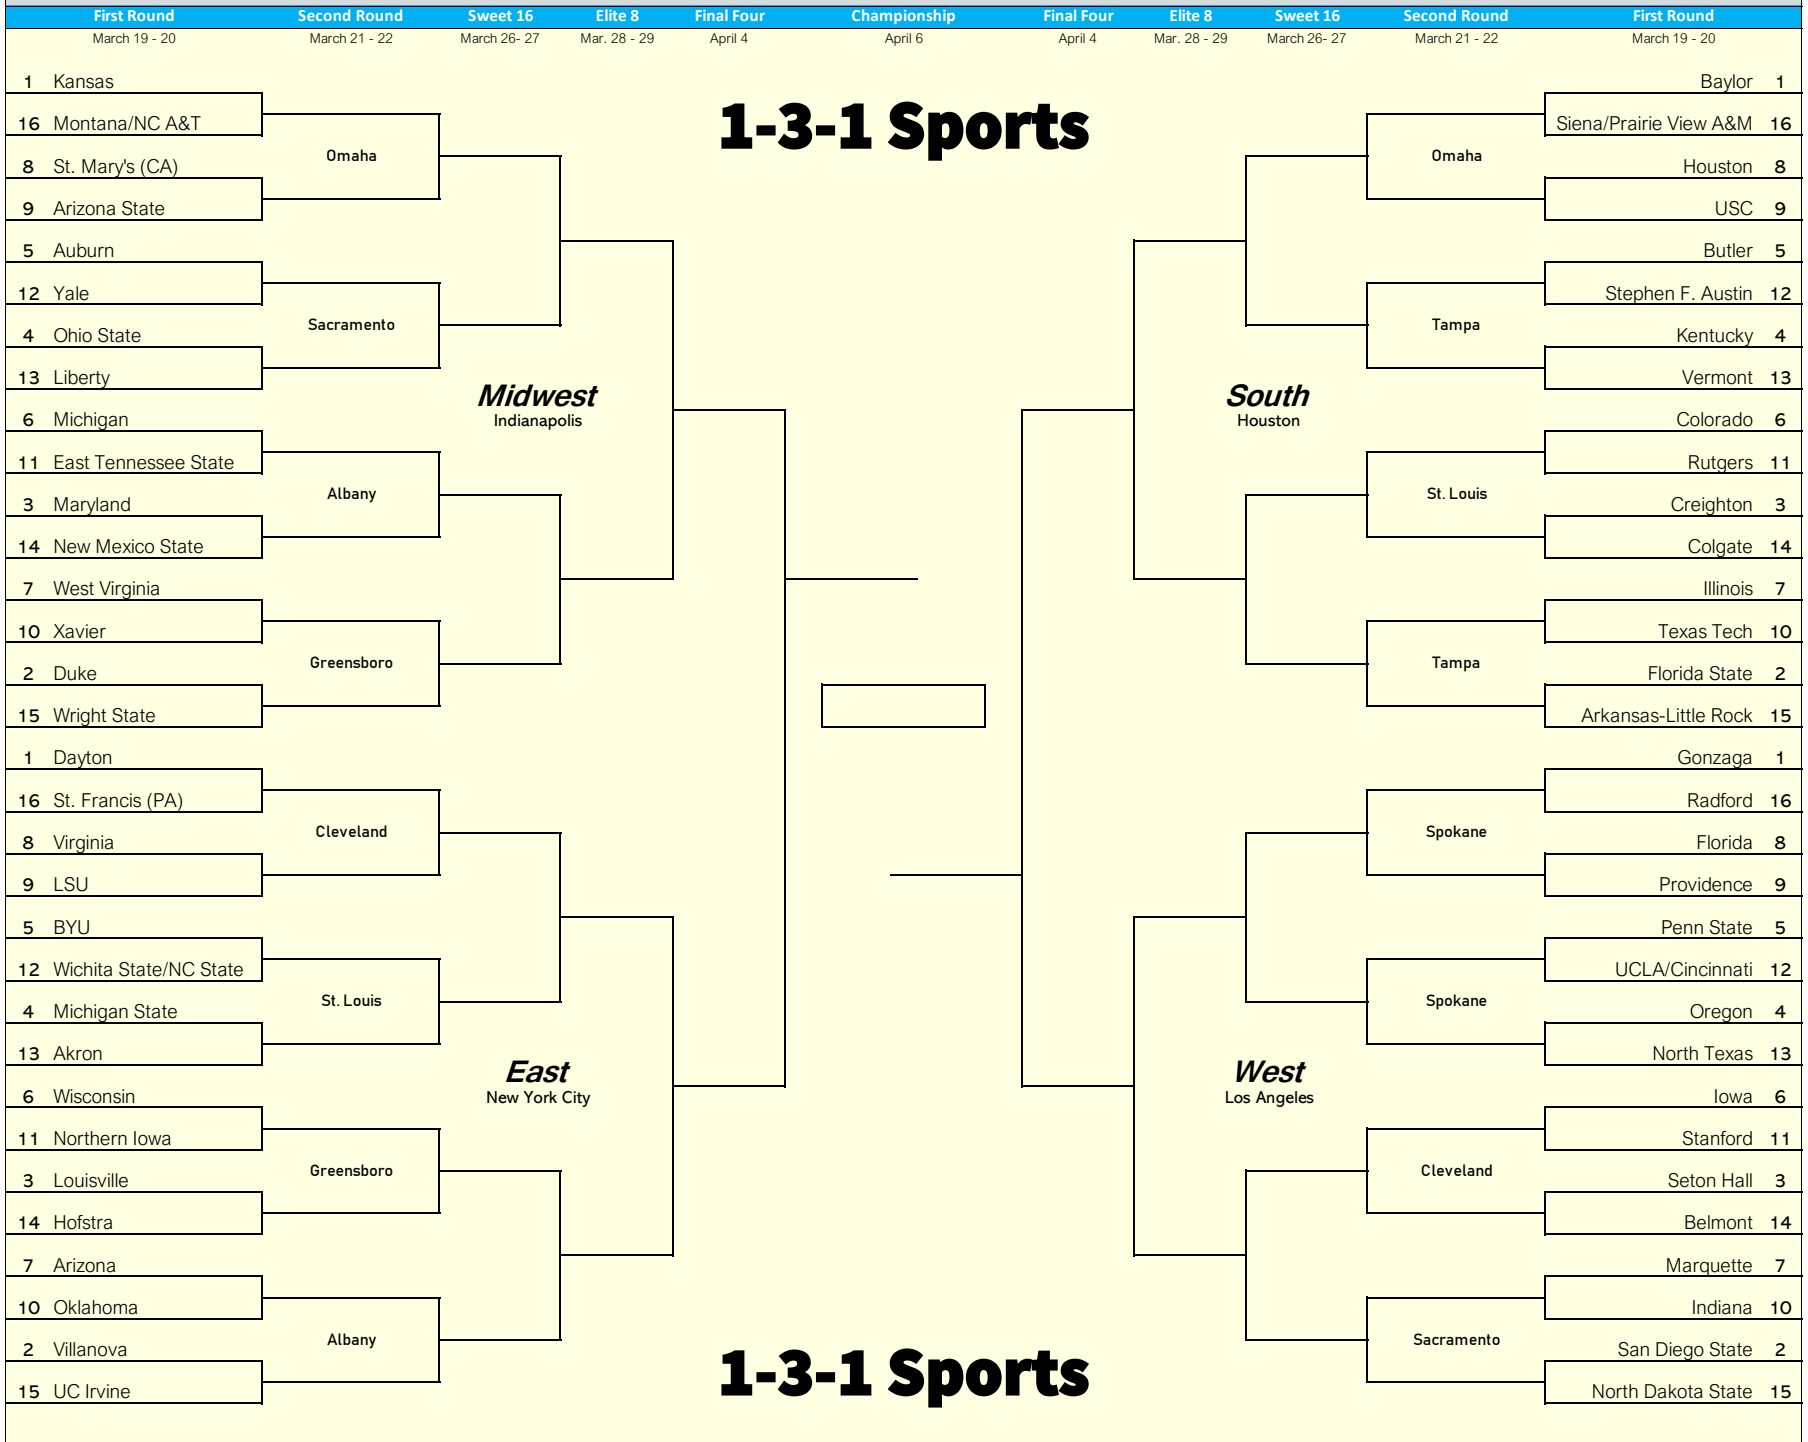 First Round Second Round Sweet 16 Elite 8 Final Four Championship Final Four Elite 8 Sweet 16 Second Round First Round
March 19 - 20 March 21 - 22 March 26- 27 Mar. 28 - 29 April 4 April 6 April 4 Mar. 28 - 29 March 26- 27 March 21 - 22 March 19 - 20
1-3-1 Sports
1 Kansas
16 Montana/NC A&T
Omaha
8 St. Mary's (CA)
9 Arizona State
5 Auburn
12 Yale
Sacramento
4 Ohio State
13 Liberty
Midwest
Indianapolis
6 Michigan
11 East Tennessee State
Albany
3 Maryland
14 New Mexico State
7 West Virginia
10 Xavier
Greensboro
2 Duke
15 Wright State
1 Dayton
16 St. Francis (PA)
Cleveland
8 Virginia
9 LSU
5 BYU
12 Wichita State/NC State
St. Louis
4 Michigan State
13 Akron
East
New York City
6 Wisconsin
11 Northern Iowa
Greensboro
3 Louisville
14 Hofstra
7 Arizona
10 Oklahoma
Albany
2 Villanova
15 UC Irvine
Baylor 1
Siena/Prairie View A&M 16
Omaha
Houston 8
USC 9
Butler 5
Stephen F. Austin 12
Tampa
Kentucky 4
Vermont 13
South
Houston
Colorado 6
Rutgers 11
St. Louis
Creighton 3
Colgate 14
Illinois 7
Texas Tech 10
Tampa
Florida State 2
Arkansas-Little Rock 15
Gonzaga 1
Radford 16
Spokane
Florida 8
Providence 9
Penn State 5
UCLA/Cincinnati 12
Spokane
Oregon 4
North Texas 13
West
Los Angeles
Iowa 6
Stanford 11
Cleveland
Seton Hall 3
Belmont 14
Marquette 7
Indiana 10
Sacramento
San Diego State 2
North Dakota State 15
1-3-1 Sports